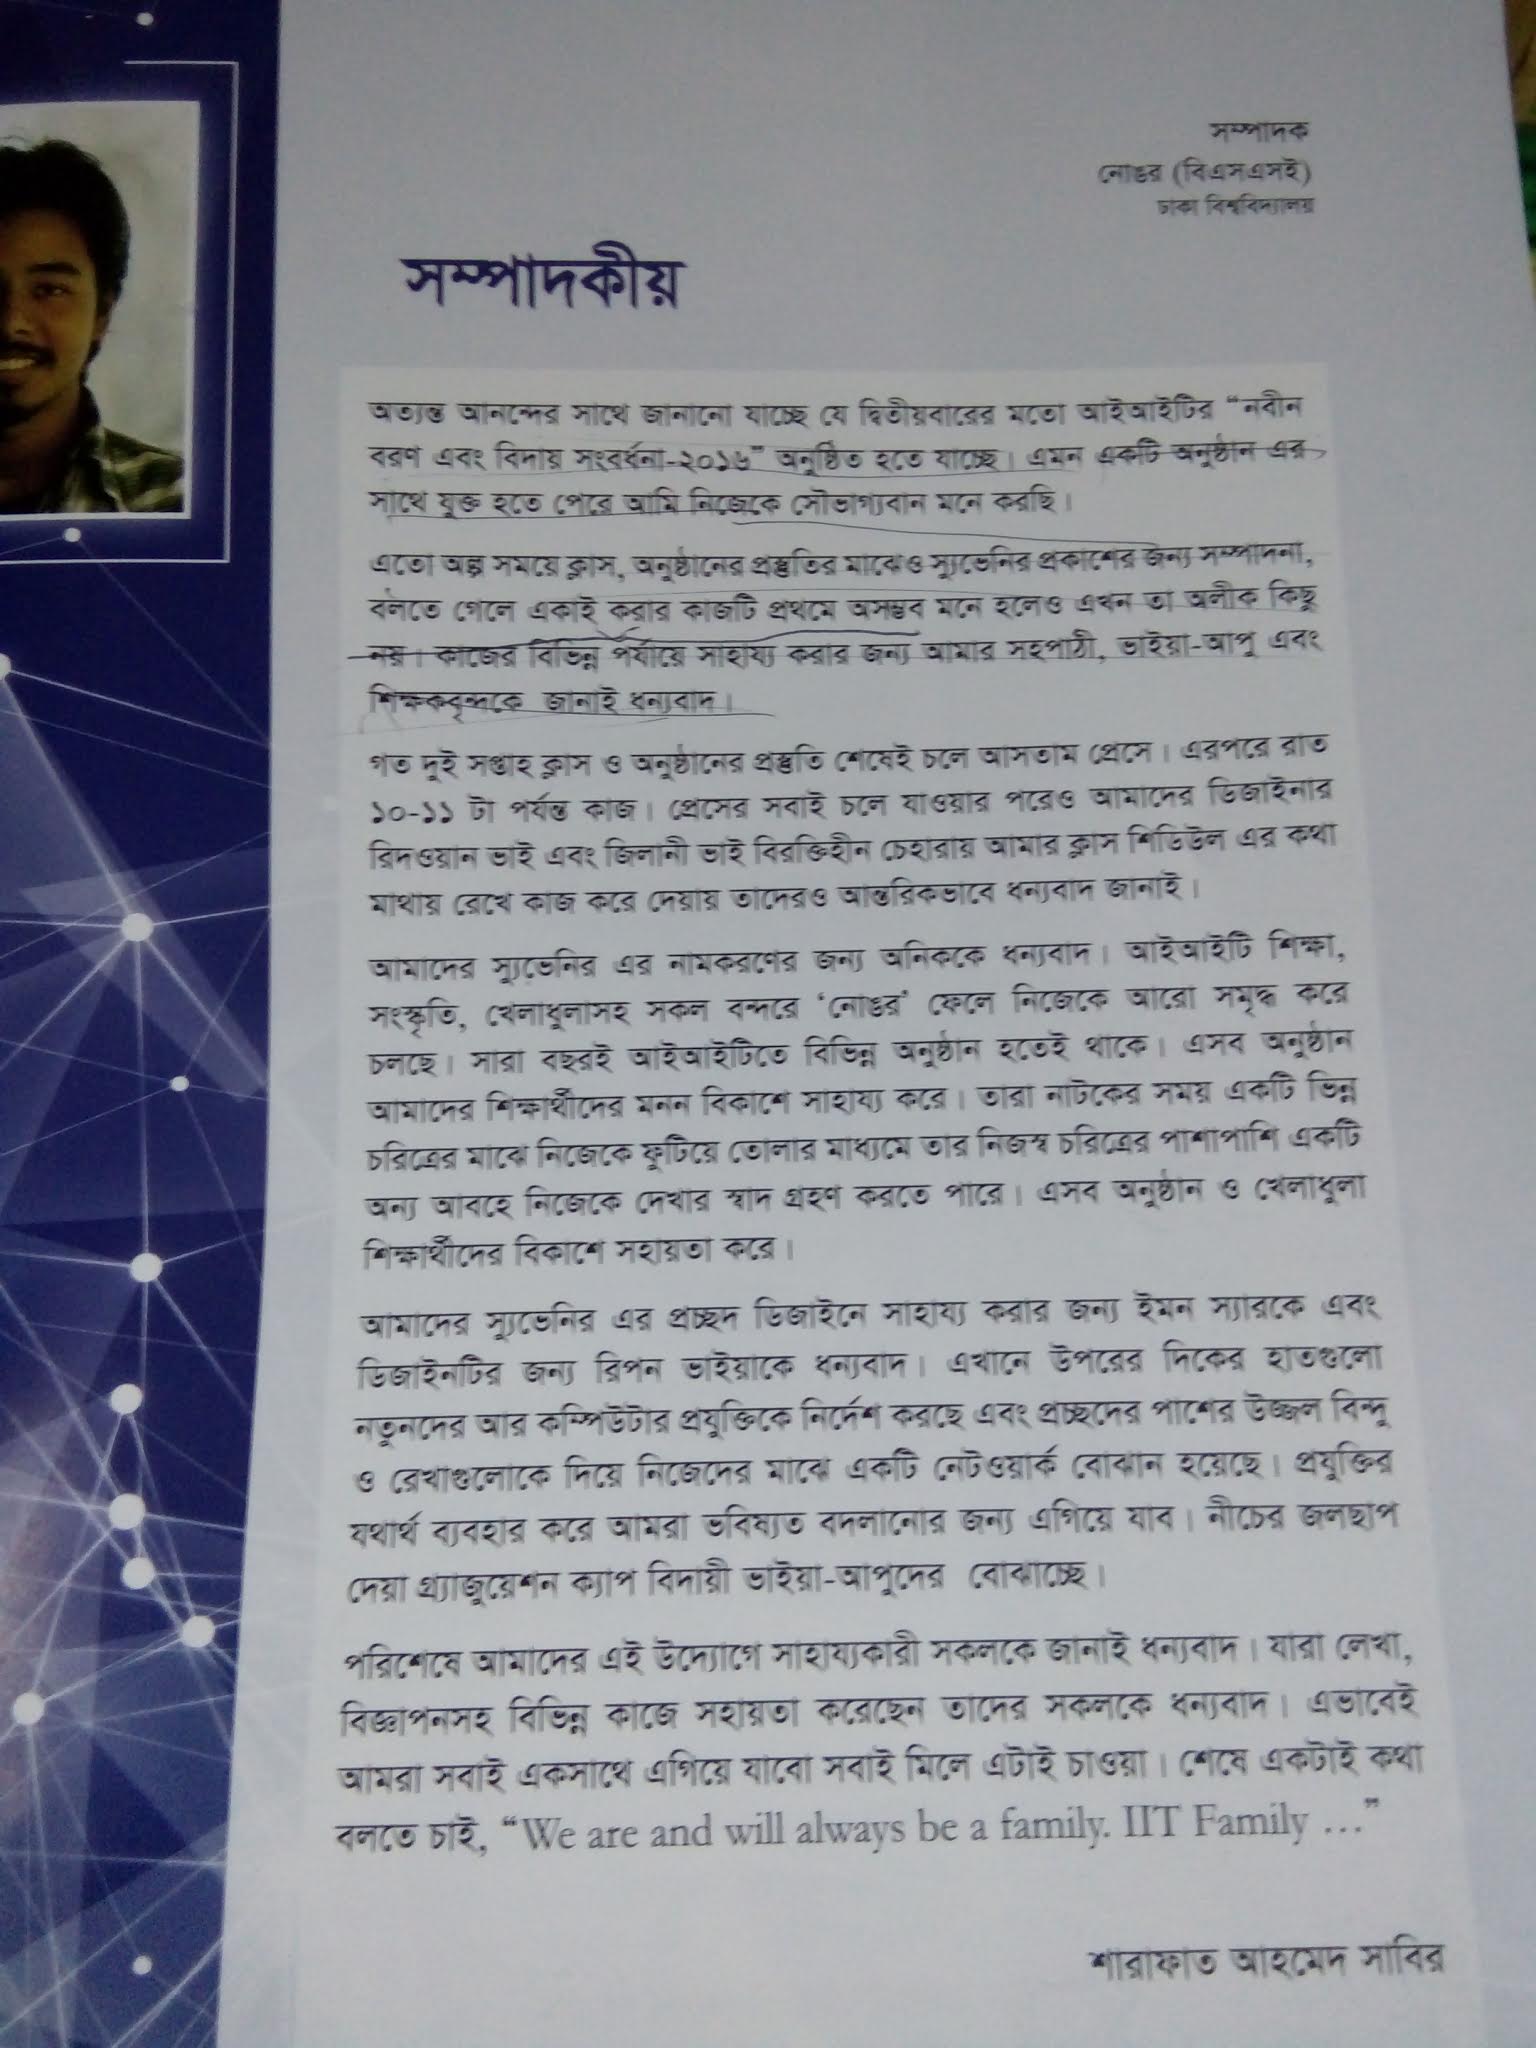 সম্পাদক
নোঙর (বিএসএসই)
ঢাকা বিশ্ববিদ্যালয়
সম্পাদকীয়
অত্যন্ত আনন্দের সাথে জানানো যাচ্ছে যে দ্বিতীয়বারের মতো আইআইটির “নবীন
বরণ এবং বিদায় সংবর্ধনা-২০১৬” অনুষ্ঠিত হতে যাচ্ছে। এমন একটি অনুষ্ঠান এর
সাথে যুক্ত হতে পেরে আমি নিজেকে সৌভাগ্যবান মনে করছি।
এতো অল্প সময়ে ক্লাস, অনুষ্ঠানের প্রস্তুতির মাঝেও স্যুভেনির প্রকাশের জন্য সম্পাদনা,
বলতে গেলে একাই করার কাজটি প্রথমে অসম্ভব মনে হলেও এখন তা অলীক কিছু
নয়। কাজের বিভিন্ন পর্যায়ে সাহায্য করার জন্য আমার সহপাঠী, ভাইয়া-আপু এবং
শিক্ষকবৃন্দকে জানাই ধন্যবাদ।
গত দুই সপ্তাহ ক্লাস ও অনুষ্ঠানের প্রস্তুতি শেষেই চলে আসতাম প্রেসে। এরপরে রাত
১০-১১ টা পর্যন্ত কাজ। প্রেসের সবাই চলে যাওয়ার পরেও আমাদের ডিজাইনার
রিদওয়ান ভাই এবং জিলানী ভাই বিরক্তিহীন চেহারায় আমার ক্লাস শিডিউল এর কথা
মাথায় রেখে কাজ করে দেয়ায় তাদেরও আন্তরিকভাবে ধন্যবাদ জানাই।
আমাদের স্যুভেনির এর নামকরণের জন্য অনিককে ধন্যবাদ। আইআইটি শিক্ষা,
সংস্কৃতি, খেলাধুলাসহ সকল বন্দরে ‘নোঙর’ ফেলে নিজেকে আরো সমৃদ্ধ করে
চলছে। সারা বছরই আইআইটিতে বিভিন্ন অনুষ্ঠান হতেই থাকে। এসব অনুষ্ঠান
আমাদের শিক্ষার্থীদের মনন বিকাশে সাহায্য করে। তারা নাটকের সময় একটি ভিন্ন
চরিত্রের মাঝে নিজেকে ফুটিয়ে তোলার মাধ্যমে তার নিজস্ব চরিত্রের পাশাপাশি একটি
অন্য আবহে নিজেকে দেখার স্বাদ গ্রহণ করতে পারে। এসব অনুষ্ঠান ও খেলাধুলা
শিক্ষার্থীদের বিকাশে সহায়তা করে।
আমাদের স্যুভেনির এর প্রচ্ছদ ডিজাইনে সাহায্য করার জন্য ইমন স্যারকে এবং
ডিজাইনটির জন্য রিপন ভাইয়াকে ধন্যবাদ। এখানে উপরের দিকের হাতগুলো
নতুনদের আর কম্পিউটার প্রযুক্তিকে নির্দেশ করছে এবং প্রচ্ছদের পাশের উজ্জল বিন্দু
ও রেখাগুলোকে দিয়ে নিজেদের মাঝে একটি নেটওয়ার্ক বোঝান হয়েছে। প্রযুক্তির
যথার্থ ব্যবহার করে আমরা ভবিষ্যত বদলানোর জন্য এগিয়ে যাব। নীচের জলছাপ
দেয়া গ্র্যাজুয়েশন ক্যাপ বিদায়ী ভাইয়া-আপুদের বোঝাচ্ছে।
পরিশেষে আমাদের এই উদ্যোগে সাহায্যকারী সকলকে জানাই ধন্যবাদ। যারা লেখা,
বিজ্ঞাপনসহ বিভিন্ন কাজে সহায়তা করেছেন তাদের সকলকে ধন্যবাদ। এভাবেই
আমরা সবাই একসাথে এগিয়ে যাবো সবাই মিলে এটাই চাওয়া। শেষে একটাই কথা
বলতে চাই, “We are and will always be a family. IIT Family ...”
শারাফাত আহমেদ সাবির